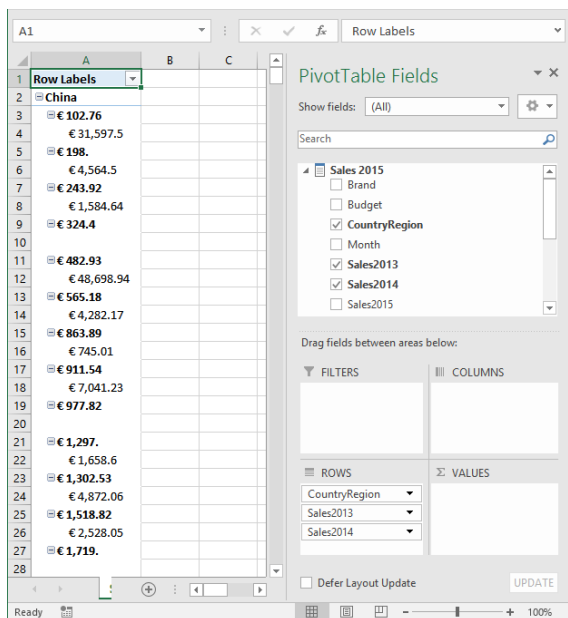 A1
fx
Row Labels
A B C
1 Row Labels
2 China
3 € 102.76
4 € 31,597.5
5 € 198.
6 € 4,564.5
7 € 243.92
8 € 1,584.64
9 € 324.4
10
11 € 482.93
12 € 48,698.94
13 € 565.18
14 € 4,282.17
15 € 863.89
16 € 745.01
17 € 911.54
18 € 7,041.23
19 € 977.82
20
21 € 1,297.
22 € 1,658.6
23 € 1,302.53
24 € 4,872.06
25 € 1,518.82
26 € 2,528.05
27 € 1,719.
28
Ready
PivotTable Fields
Show fields: (All)
Search
Sales 2015
Brand
Budget
CountryRegion
Month
Sales2013
Sales2014
Sales2015
Drag fields between areas below:
FILTERS
COLUMNS
ROWS
Σ VALUES
CountryRegion
Sales2013
Sales2014
Defer Layout Update
UPDATE
100%